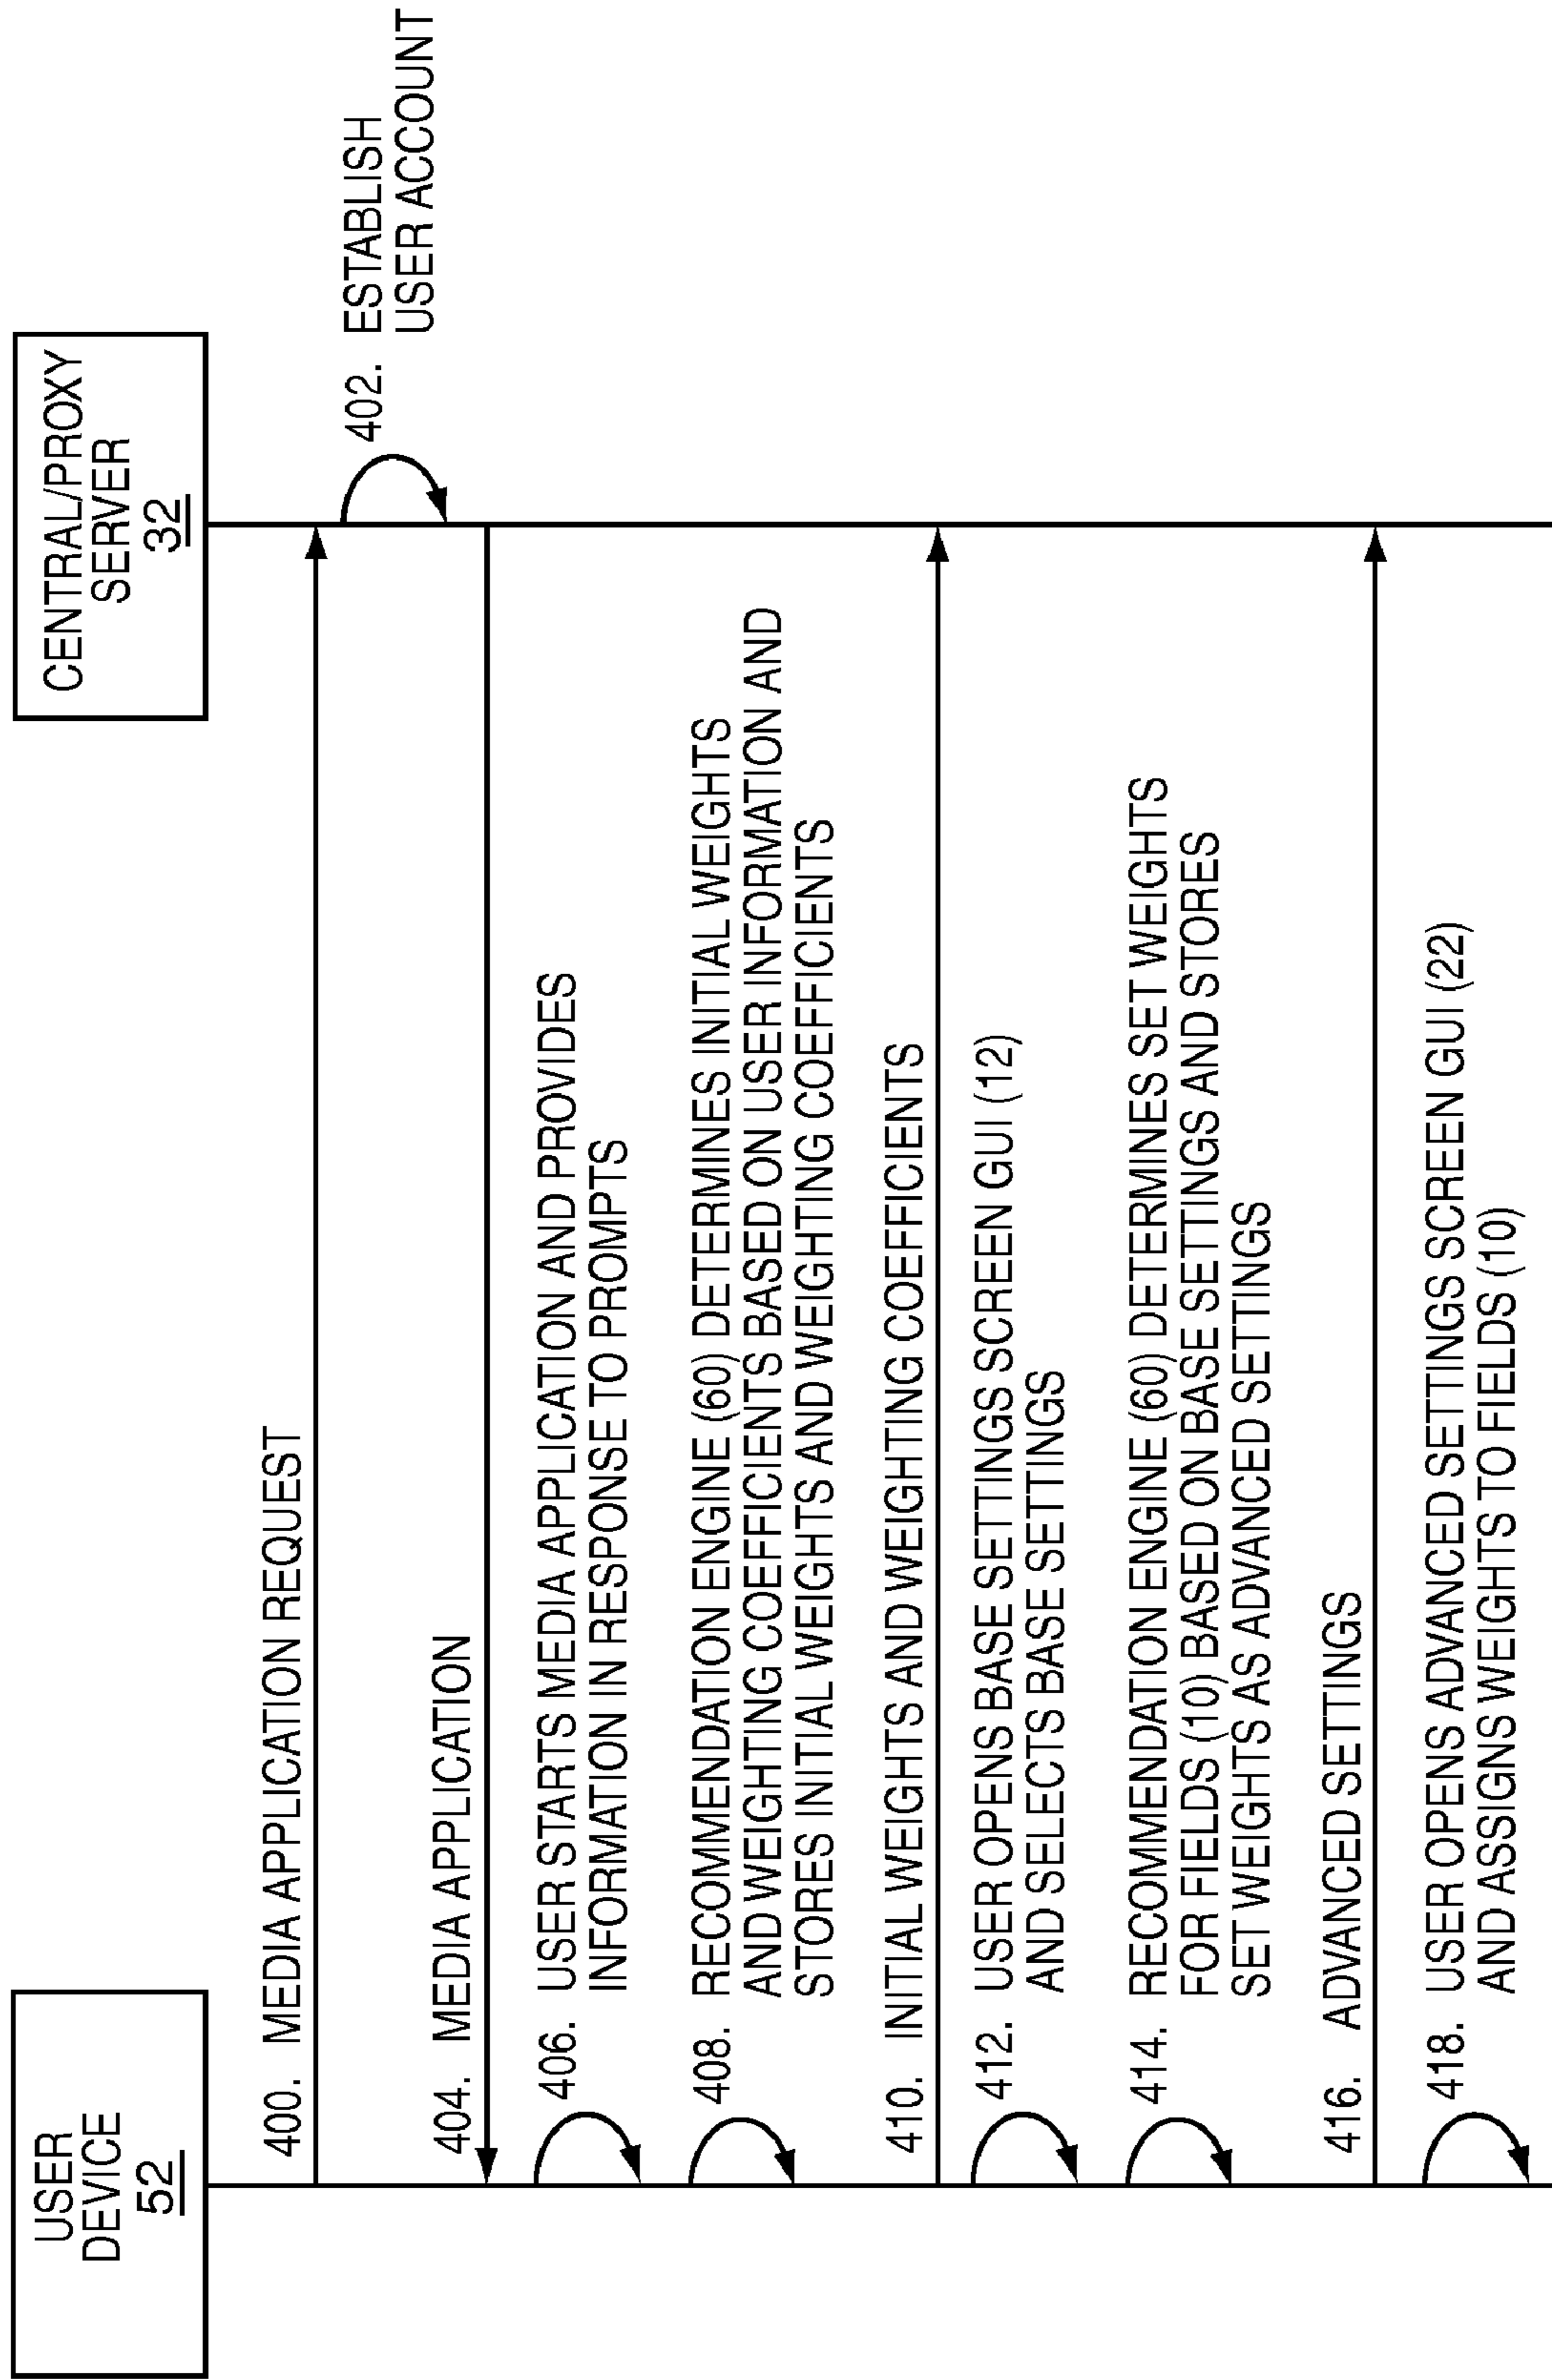 USER
DEVICE
52
CENTRAL/PROXY
SERVER
32
400. MEDIA APPLICATION REQUEST
402. ESTABLISH
USER ACCOUNT
404. MEDIA APPLICATION
406. USER STARTS MEDIA APPLICATION AND PROVIDES
INFORMATION IN RESPONSE TO PROMPTS
408. RECOMMENDATION ENGINE (60) DETERMINES INITIAL WEIGHTS
AND WEIGHTING COEFFICIENTS BASED ON USER INFORMATION AND
STORES INITIAL WEIGHTS AND WEIGHTING COEFFICIENTS
410. INITIAL WEIGHTS AND WEIGHTING COEFFICIENTS
412. USER OPENS BASE SETTINGS SCREEN GUI (12)
AND SELECTS BASE SETTINGS
414. RECOMMENDATION ENGINE (60) DETERMINES SET WEIGHTS
FOR FIELDS (10) BASED ON BASE SETTINGS AND STORES
SET WEIGHTS AS ADVANCED SETTINGS
416. ADVANCED SETTINGS
418. USER OPENS ADVANCED SETTINGS SCREEN GUI (22)
AND ASSIGNS WEIGHTS TO FIELDS (10)